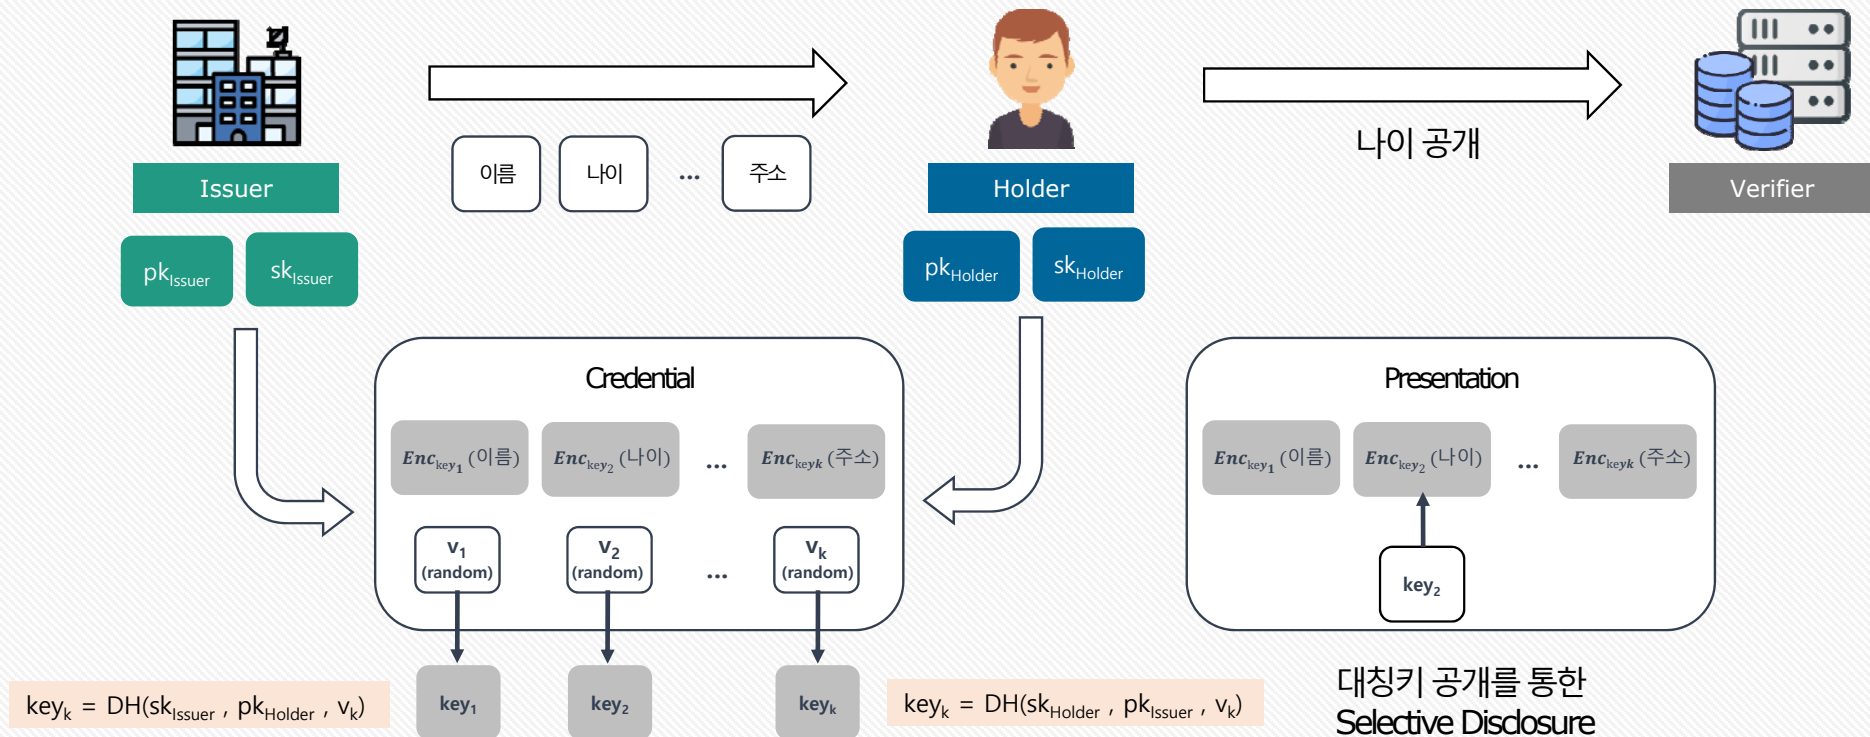 나이 공개
이름 나이 ... 주소
Issuer
Holder
Verifier
pkIssuer skIssuer
pkHolder skHolder
Credential
Enckey1 (이름) Enckey2 (나이) ... Enckeyk (주소)
v1 v2 ... vk
(random) (random) (random)
key1 key2 keyk
keyk = DH(skIssuer , pkHolder , vk)
keyk = DH(skHolder , pkIssuer , vk)
Presentation
Enckey1 (이름) Enckey2 (나이) ... Enckeyk (주소)
key2
대칭키 공개를 통한
Selective Disclosure